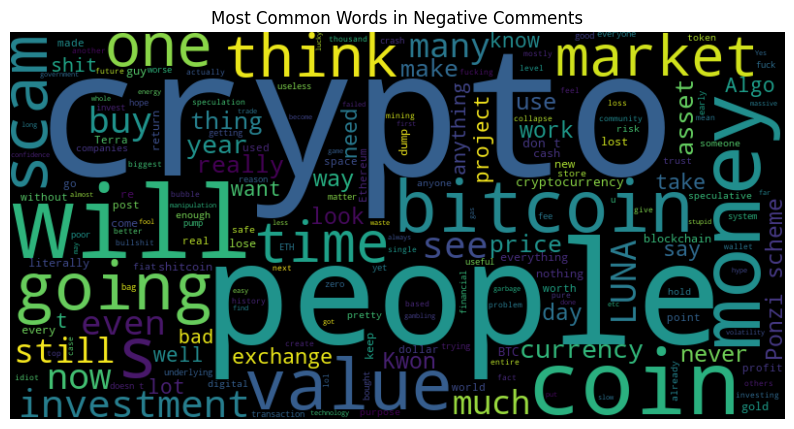 Most Common Words in Negative Comments
shit
one
think
many
know
market
token
everyone
Yes
guy
worse
make
fuck
scam
crypto
Algo
buy
thing
use
asset
money
Terra
year
need
anything
project
work
don t
really
way
want
look
cash
new
lost
risk
store
trust
someone
cryptocurrency
take
speculative
will
time
bitcoin
see
price
say
blockchain
Ponzi scheme
going
people
LUNA
everything
nothing
even
s
t
day
worth
hold
point
still
bad
well
exchange
Kwon
currency
never
now
lot
value
dollar
BTC
coin
profit
investment
much
world
gold
investing
already
without
post
come
enough
pump
real
safe
lose
ETH
literally
fiat
shitcoin
every
poor
bullshit
bubble
manipulation
speculation
useless
companies
return
invest
hope
used
getting
space
matter
Ethereum
dump
mining
loss
collapse
community
level
feel
crash
thousand
fucking
mostly
good
government
future
actually
made
another
energy
whole
trade
become
failed
first
game
reason
biggest
confidence
long
almost
fool
idiot
digital
underlying
transaction
technology
purpose
bought
keep
trying
entire
fact
slow
problem
garbage
gambling
pure
done
etc
financial
useful
based
pretty
history
create
zero
single
always
anyone
yet
next
less
waste
stupid
gas
fee
give
wallet
system
hype
volatility
massive
nearly
mean
far
others